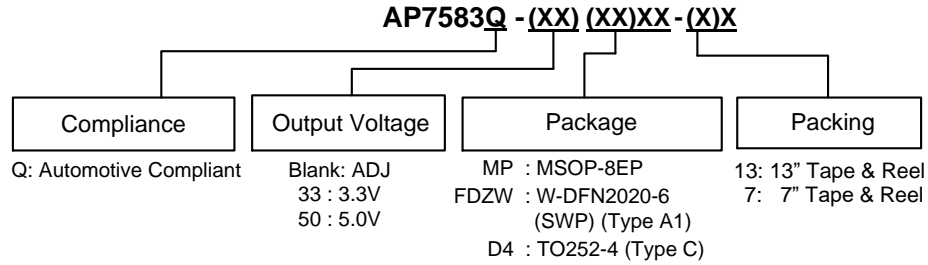 AP7583Q - (XX) (XX)XX - (X)X
Compliance
Output Voltage
Package
Packing
Q: Automotive Compliant
Blank: ADJ
33 : 3.3V
50 : 5.0V
MP : MSOP-8EP
FDZW : W-DFN2020-6
(SWP) (Type A1)
D4 : TO252-4 (Type C)
13: 13” Tape & Reel
7: 7” Tape & Reel